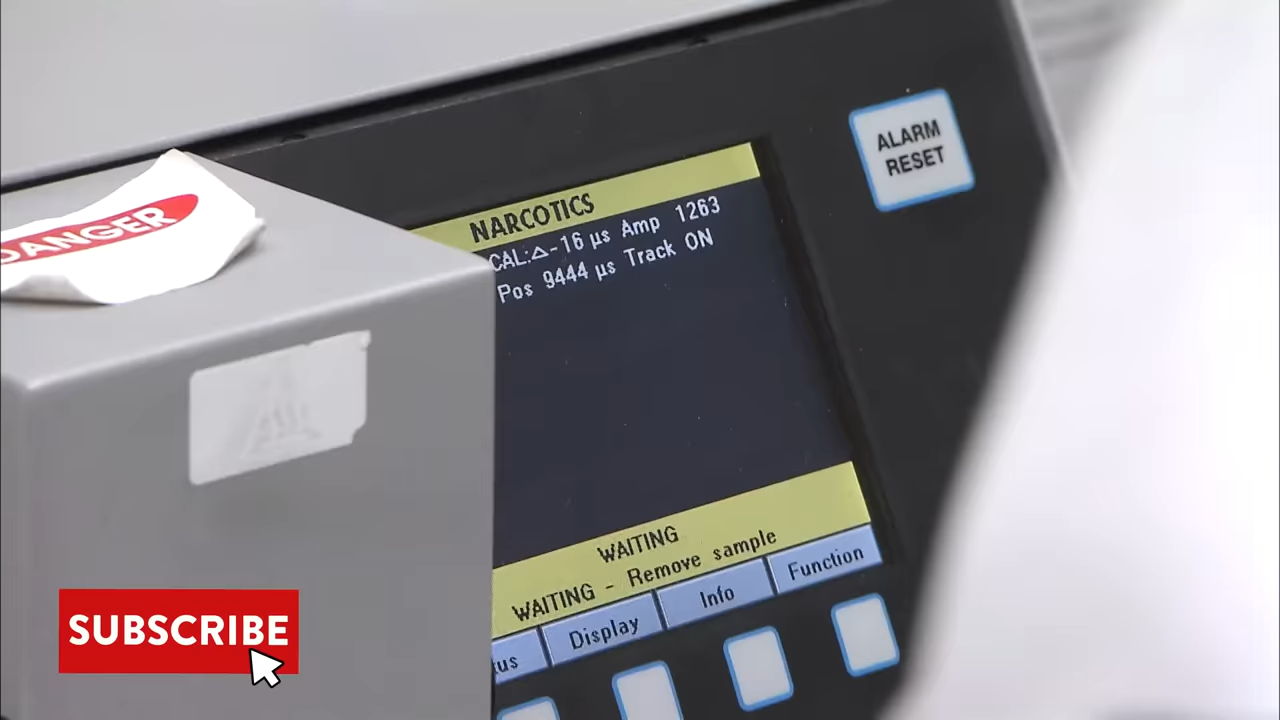 ALARM
RESET
DANGER
NARCOTICS
CAL:△-16 µs Amp 1263
Pos 9444 µs Track ON
WAITING
WAITING - Remove sample
Display
Info
Function
SUBSCRIBE